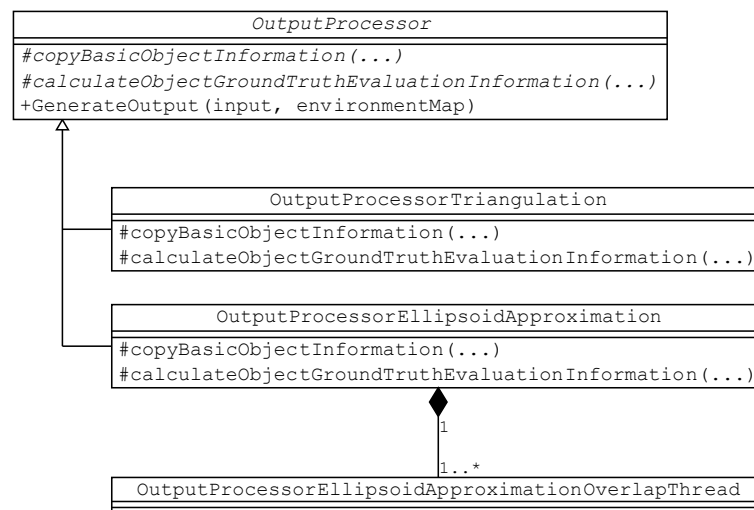 OutputProcessor
#copyBasicObjectInformation(...)
#calculateObjectGroundTruthEvaluationInformation(...)
+GenerateOutput(input, environmentMap)
OutputProcessorTriangulation
#copyBasicObjectInformation(...)
#calculateObjectGroundTruthEvaluationInformation(...)
OutputProcessorEllipsoidApproximation
#copyBasicObjectInformation(...)
#calculateObjectGroundTruthEvaluationInformation(...)
1
1..*
OutputProcessorEllipsoidApproximationOverlapThread